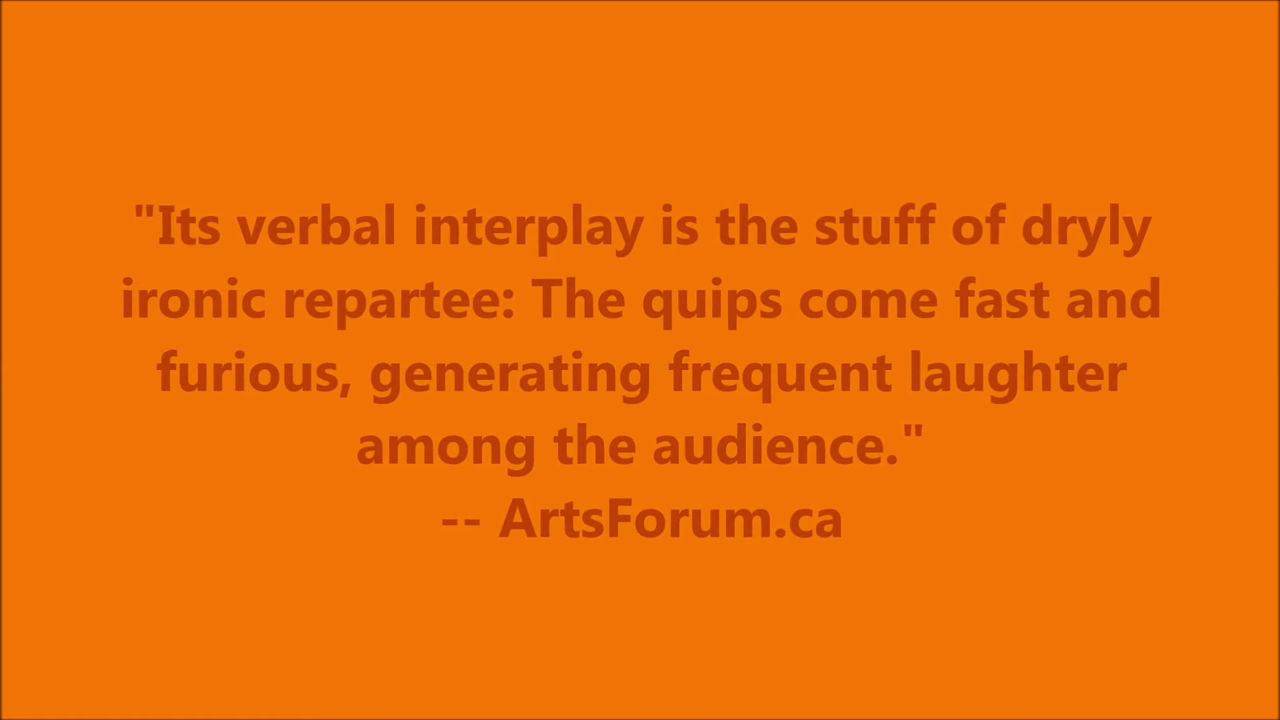 "Its verbal interplay is the stuff of dryly
ironic repartee: The quips come fast and
furious, generating frequent laughter
among the audience."
-- ArtsForum.ca